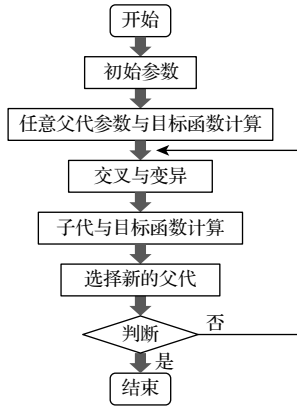 开始
初始参数
任意父代参数与目标函数计算
交叉与变异
子代与目标函数计算
选择新的父代
判断
否
是
结束